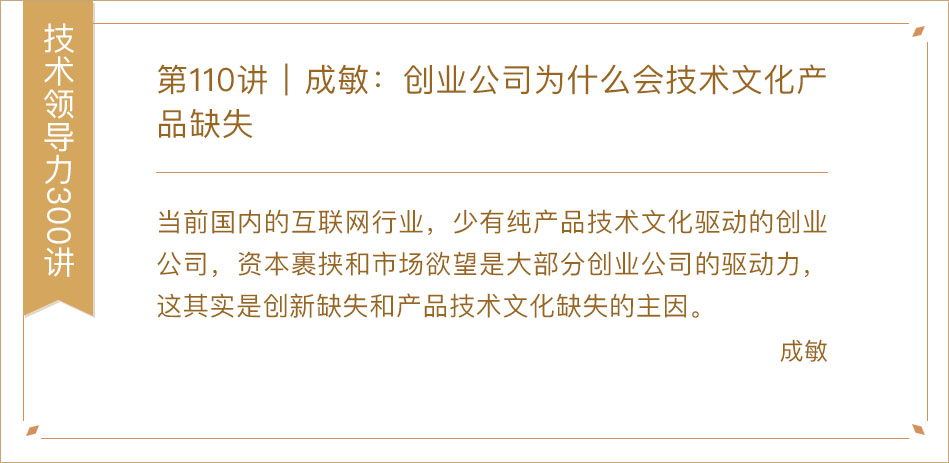 技术领导力300讲
第110讲｜成敏：创业公司为什么会技术文化产
品缺失
当前国内的互联网行业，少有纯产品技术文化驱动的创业
公司，资本裹挟和市场欲望是大部分创业公司的驱动力，
这其实是创新缺失和产品技术文化缺失的主因。
成敏